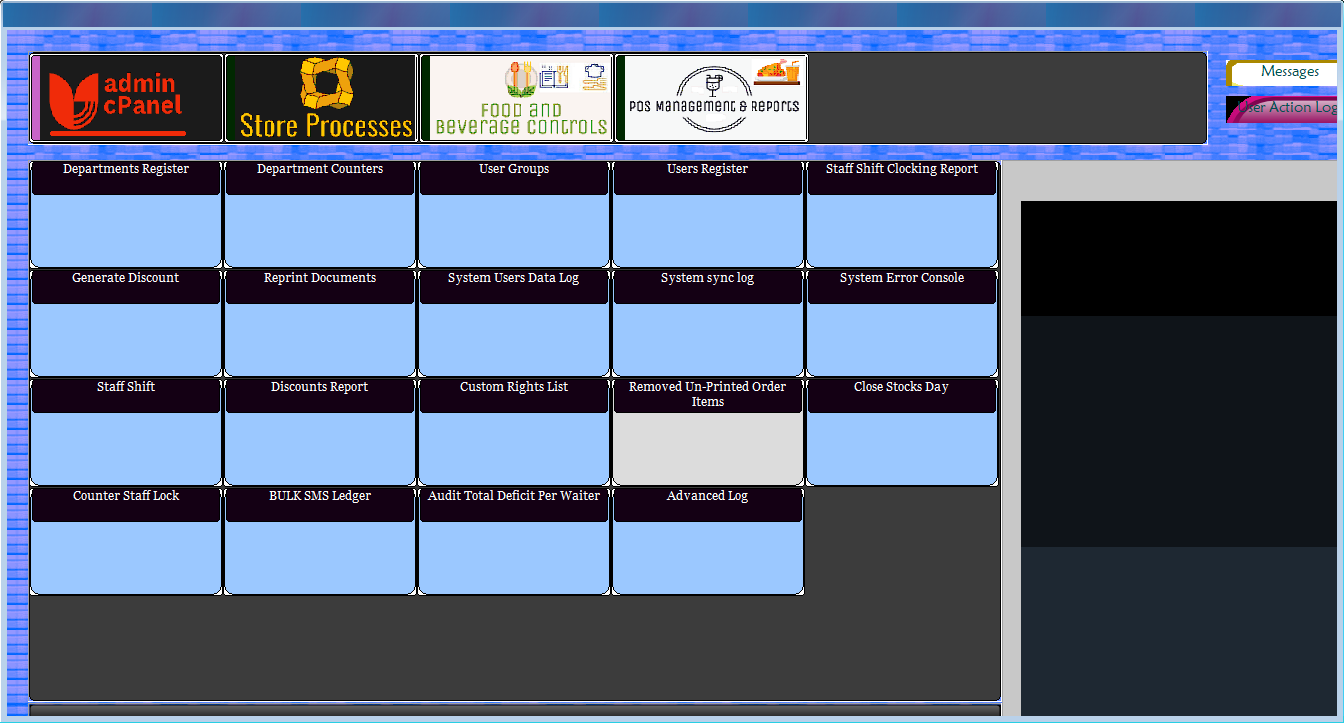 admin
cPanel
Store Processes
FOOD AND
BEVERAGE CONTROLS
POS MANAGEMENT & REPORTS
Messages
User Action Log
Departments Register
Department Counters
User Groups
Users Register
Staff Shift Clocking Report
Generate Discount
Reprint Documents
System Users Data Log
System sync log
System Error Console
Staff Shift
Discounts Report
Custom Rights List
Removed Un-Printed Order
Items
Close Stocks Day
Counter Staff Lock
BULK SMS Ledger
Audit Total Deficit Per Waiter
Advanced Log